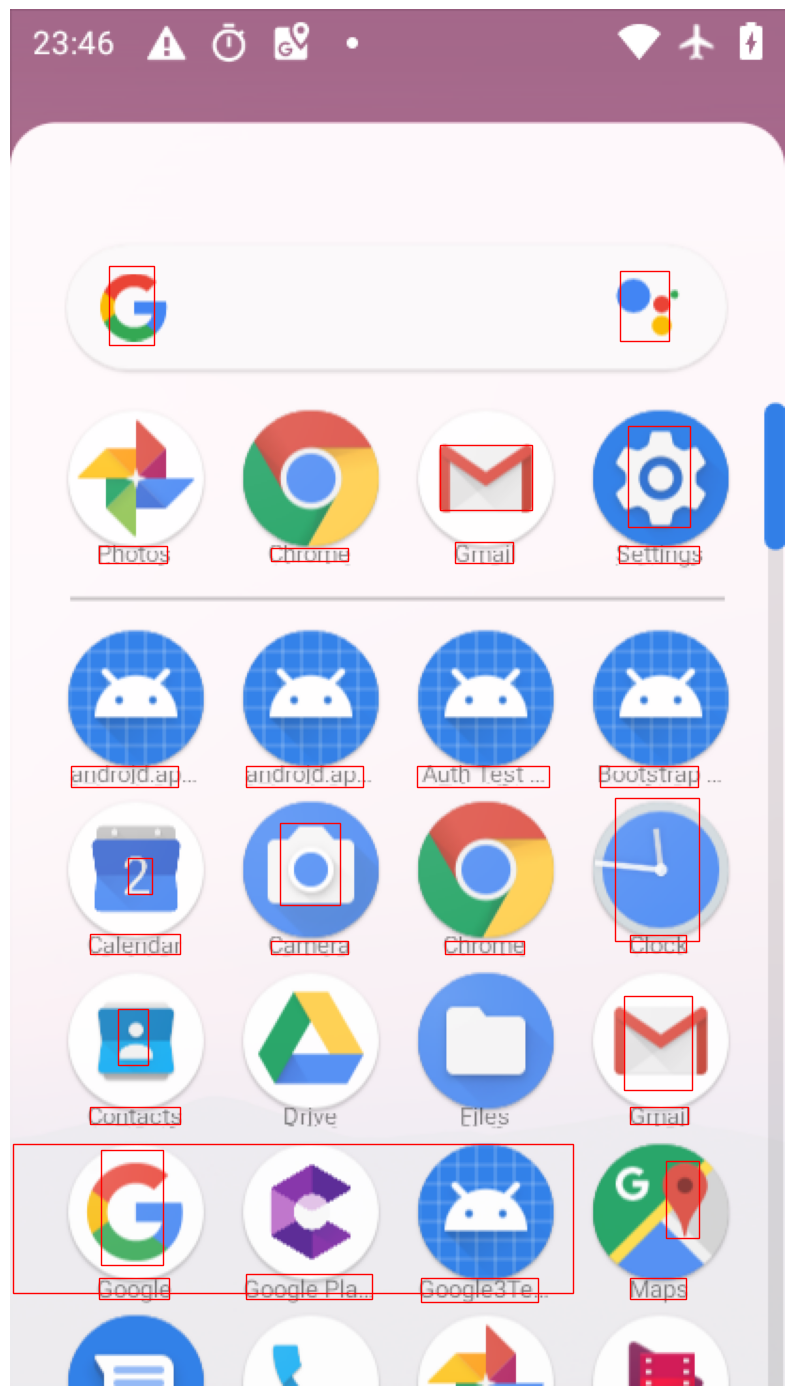 23:46
Photos Chrome Gmail Settings
android.ap... android.ap... Auth Test ... Bootstrap ...
2
Calendar Camera Chrome Clock
Contacts Drive Files Gmail
G
Google Google Pla... Google3Te... Maps